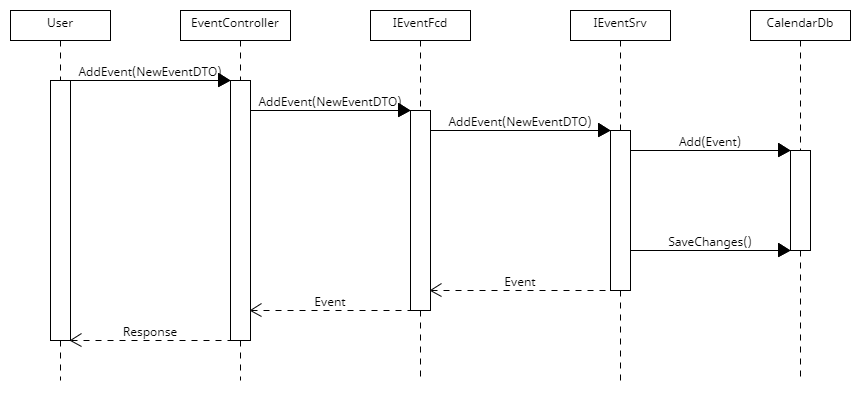 User
EventController
IEventFcd
IEventSrv
CalendarDb
AddEvent(NewEventDTO)
AddEvent(NewEventDTO)
AddEvent(NewEventDTO)
Add(Event)
SaveChanges()
Event
Event
Response